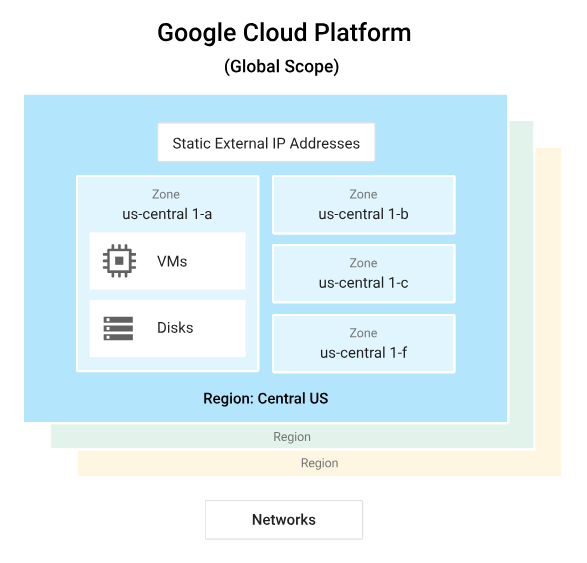 Google Cloud Platform
(Global Scope)
Static External IP Addresses
Zone
us-central 1-a
VMs
Disks
Zone
us-central 1-b
Zone
us-central 1-c
Zone
us-central 1-f
Region: Central US
Region
Region
Networks